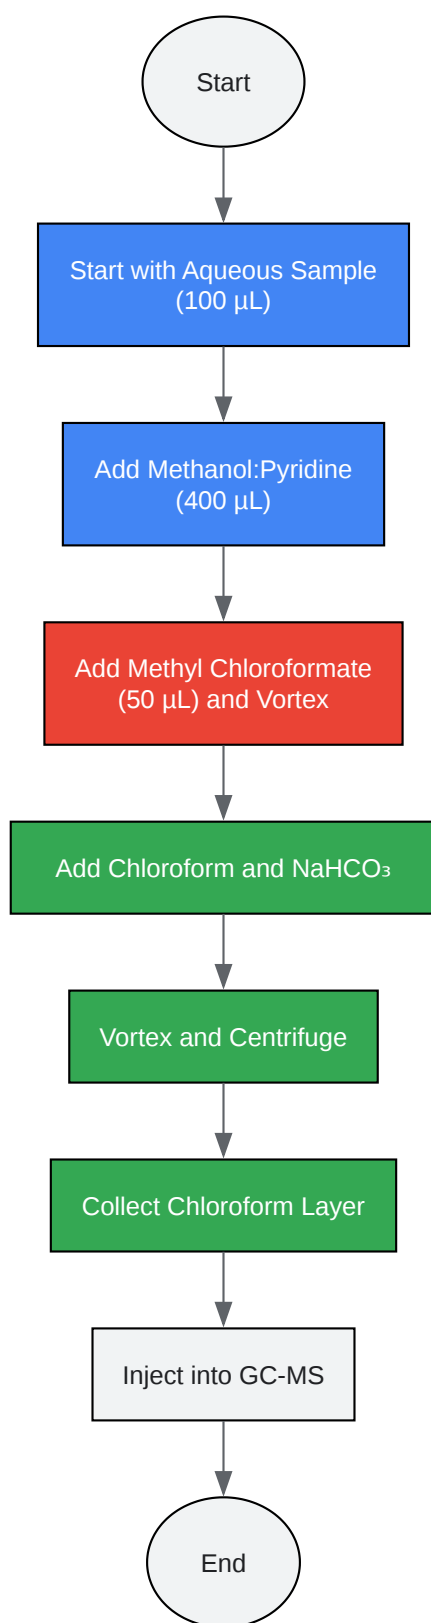 Start
Start with Aqueous Sample
(100 µL)
Add Methanol:Pyridine
(400 µL)
Add Methyl Chloroformate
(50 µL) and Vortex
Add Chloroform and NaHCO₃
Vortex and Centrifuge
Collect Chloroform Layer
Inject into GC-MS
End